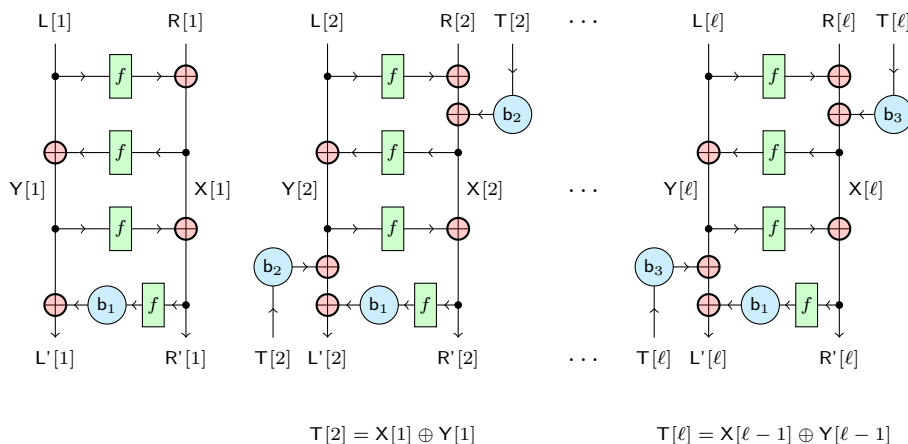 L[1] R[1] L[2] R[2] T[2] · · · L[ℓ] R[ℓ] T[ℓ]
f f f
b₂ b₃
f f f
Y[1] X[1] Y[2] X[2] · · · Y[ℓ] X[ℓ]
f f f
b₂ b₃
b₁ f b₁ f b₁ f
L'[1] R'[1] T[2] L'[2] R'[2] · · · T[ℓ] L'[ℓ] R'[ℓ]
T[2] = X[1] ⊕ Y[1] T[ℓ] = X[ℓ − 1] ⊕ Y[ℓ − 1]